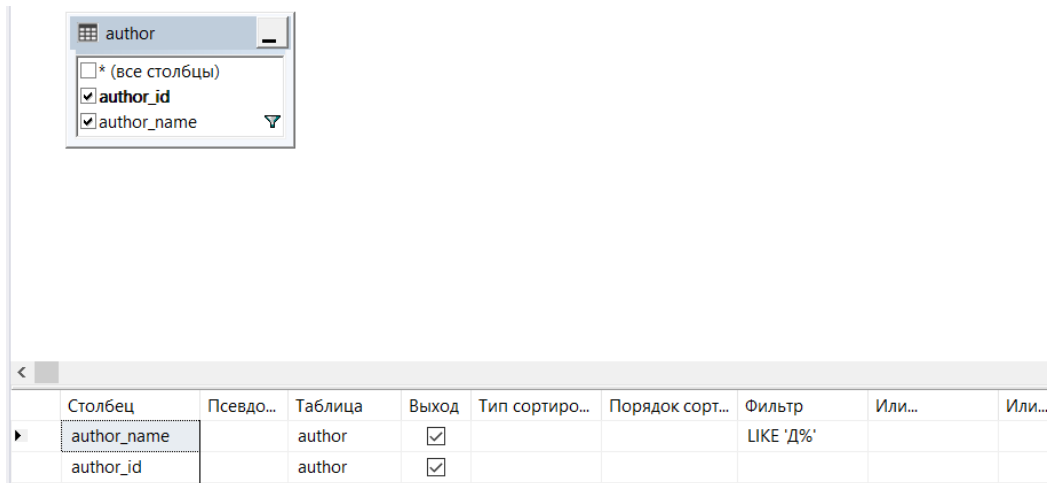 author
* (все столбцы)
author_id
author_name
Столбец Псевдо... Таблица Выход Тип сортиро... Порядок сорт... Фильтр Или... Или...
author_name author LIKE 'Д%'
author_id author